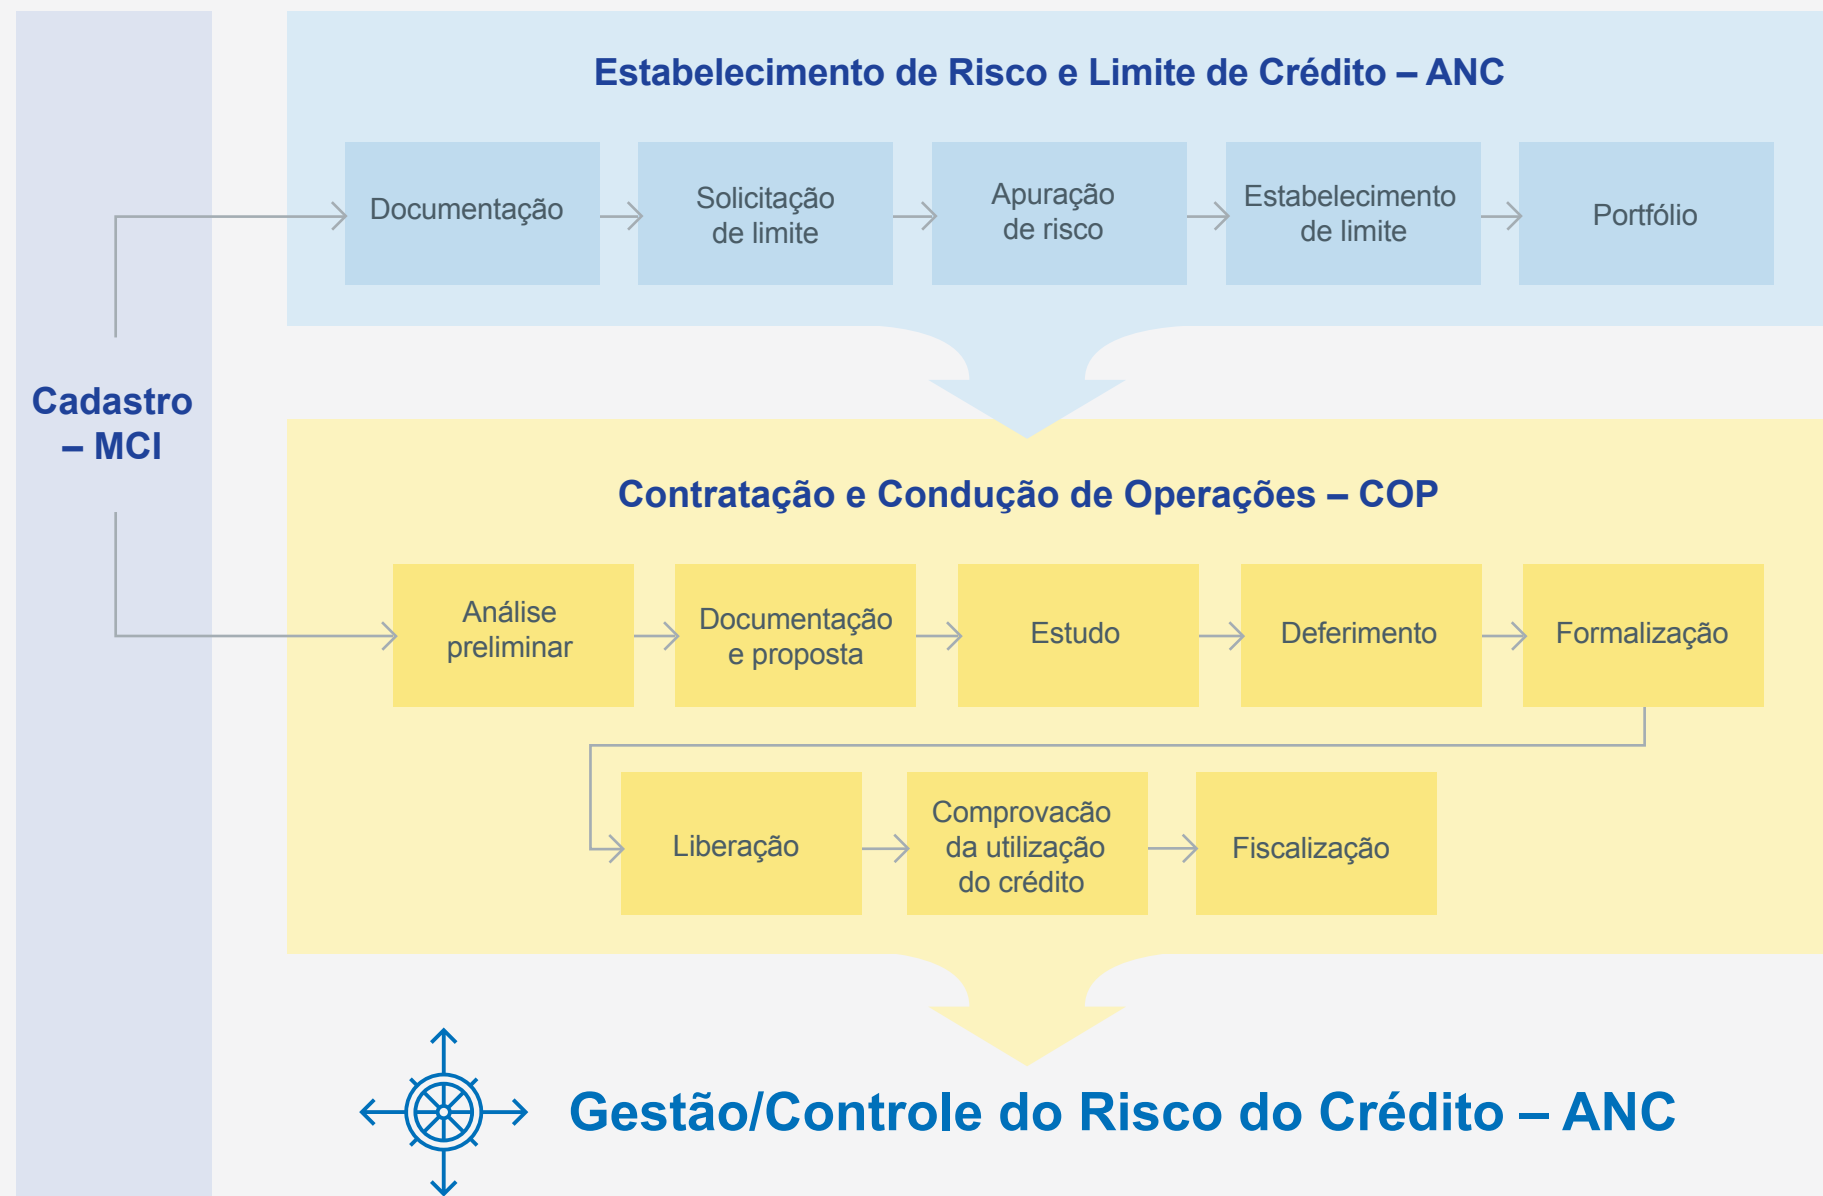 Estabelecimento de Risco e Limite de Crédito – ANC
Documentação
Solicitação
de limite
Apuração
de risco
Estabelecimento
de limite
Portfólio
Cadastro
– MCI
Contratação e Condução de Operações – COP
Análise
preliminar
Documentação
e proposta
Estudo
Deferimento
Formalização
Liberação
Comprovacão
da utilização
do crédito
Fiscalização
Gestão/Controle do Risco do Crédito – ANC